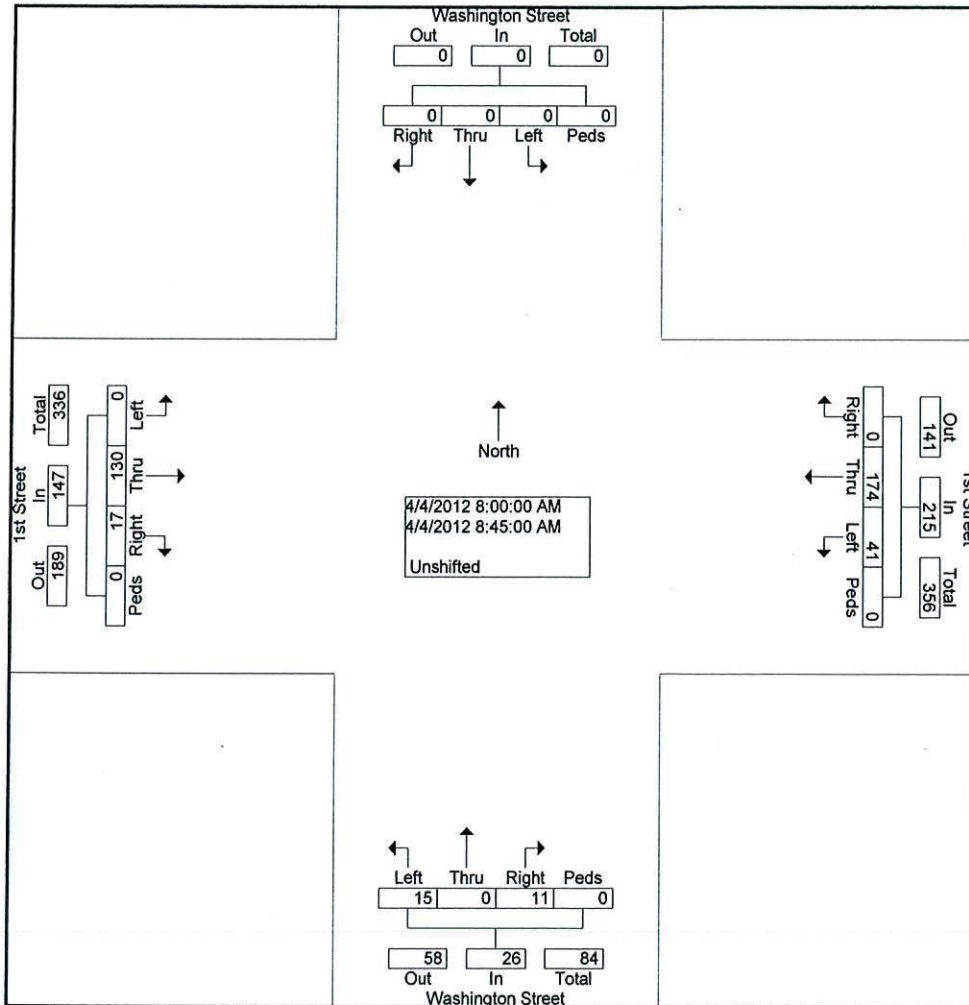 Washington Street
Out In Total
0 0 0
0 0 0 0
Right Thru Left Peds
1st Street
Total In Out
336 147 189
0 130 17 0
Left Thru Right Peds
North
4/4/2012 8:00:00 AM
4/4/2012 8:45:00 AM
Unshifted
Right Thru Left Peds
0 174 41 0
141 215 356
Out In Total
1st Street
Left Thru Right Peds
15 0 11 0
58 26 84
Out In Total
Washington Street